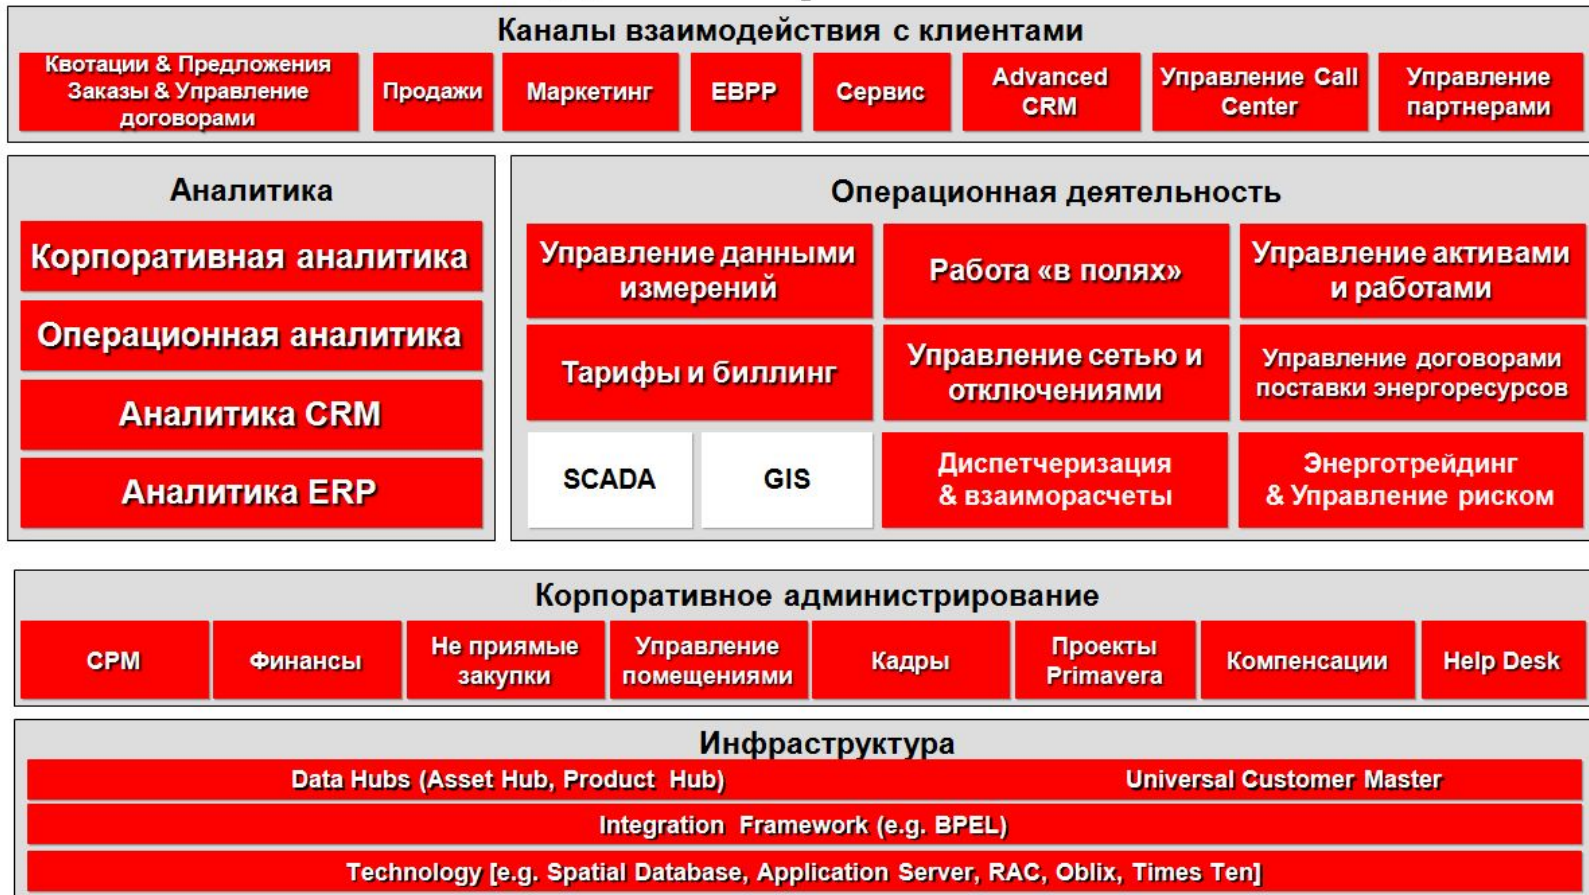 Каналы взаимодействия с клиентами
Квотации & Предложения
Заказы & Управление
договорами
Продажи
Маркетинг
EBPP
Сервис
Advanced
CRM
Управление Call
Center
Управление
партнерами
Аналитика
Корпоративная аналитика
Операционная аналитика
Аналитика CRM
Аналитика ERP
Операционная деятельность
Управление данными
измерений
Работа «в полях»
Управление активами
и работами
Тарифы и биллинг
Управление сетью и
отключениями
Управление договорами
поставки энергоресурсов
SCADA
GIS
Диспетчеризация
& взаиморасчеты
Энерготрейдинг
& Управление риском
Корпоративное администрирование
CPM
Финансы
Не приямые
закупки
Управление
помещениями
Кадры
Проекты
Primavera
Компенсации
Help Desk
Инфраструктура
Data Hubs (Asset Hub, Product Hub)
Universal Customer Master
Integration Framework (e.g. BPEL)
Technology [e.g. Spatial Database, Application Server, RAC, Oblix, Times Ten]